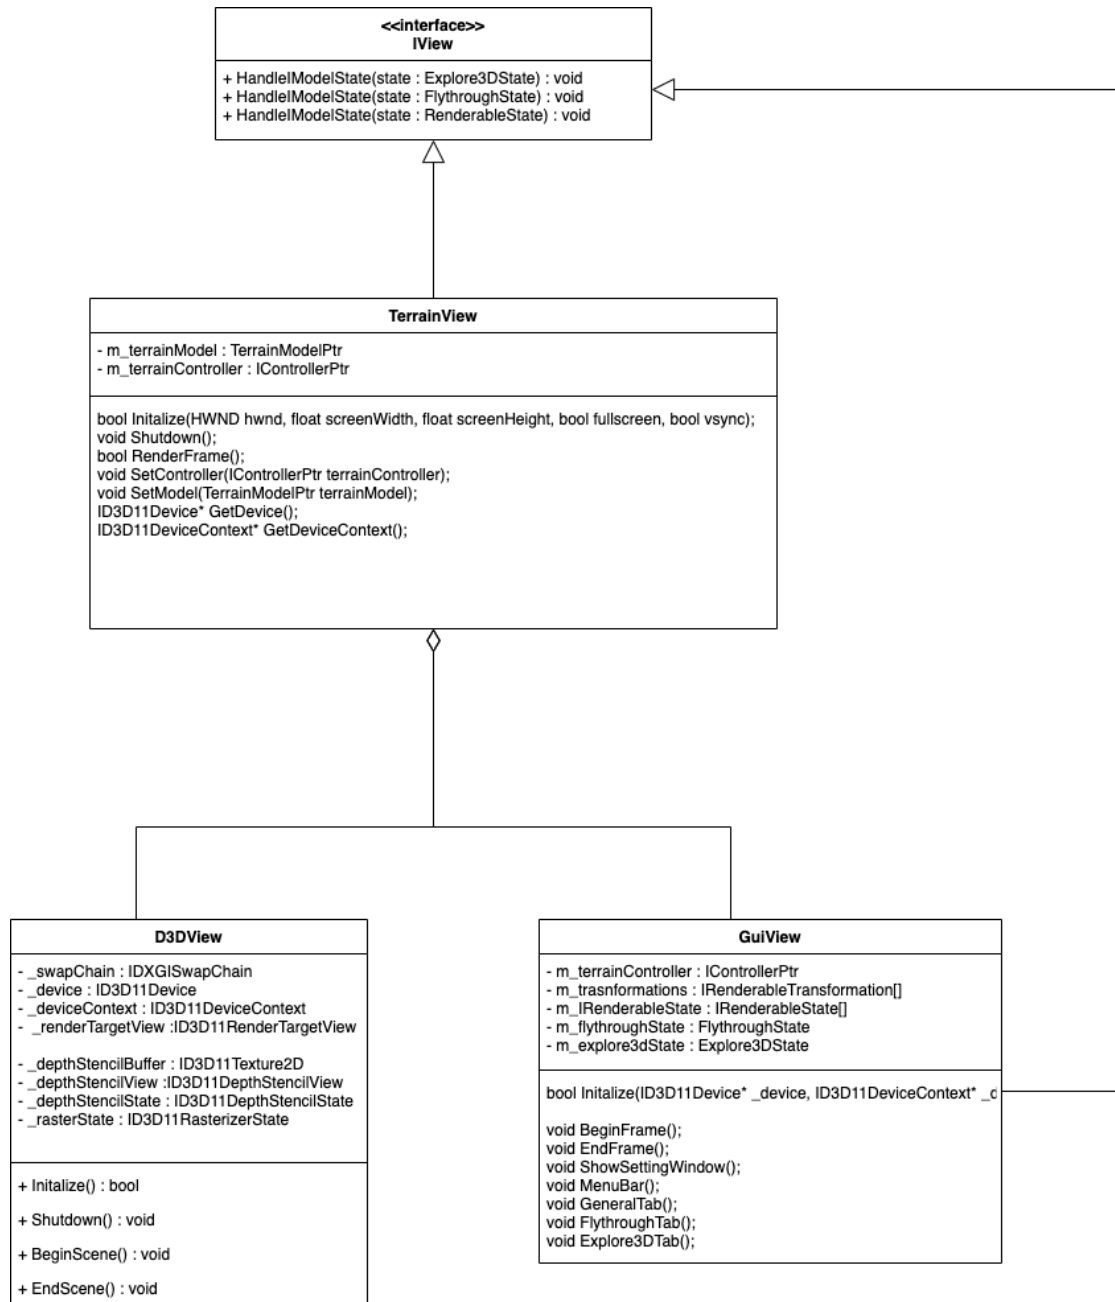 <<interface>>
IView
+ HandleIModelState(state : Explore3DState) : void
+ HandleIModelState(state : FlythroughState) : void
+ HandleIModelState(state : RenderableState) : void
TerrainView
- m_terrainModel : TerrainModelPtr
- m_terrainController : IControllerPtr
bool Initalize(HWND hwnd, float screenWidth, float screenHeight, bool fullscreen, bool vsync);
void Shutdown();
bool RenderFrame();
void SetController(IControllerPtr terrainController);
void SetModel(TerrainModelPtr terrainModel);
ID3D11Device* GetDevice();
ID3D11DeviceContext* GetDeviceContext();
D3DView
- _swapChain : IDXGISwapChain
- _device : ID3D11Device
- _deviceContext : ID3D11DeviceContext
- _renderTargetView :ID3D11RenderTargetView
- _depthStencilBuffer : ID3D11Texture2D
- _depthStencilView :ID3D11DepthStencilView
- _depthStencilState : ID3D11DepthStencilState
- _rasterState : ID3D11RasterizerState
+ Initalize() : bool
+ Shutdown() : void
+ BeginScene() : void
+ EndScene() : void
GuiView
- m_terrainController : IControllerPtr
- m_trasnformations : IRenderableTransformation[]
- m_IRenderableState : IRenderableState[]
- m_flythroughState : FlythroughState
- m_explore3dState : Explore3DState
bool Initalize(ID3D11Device* _device, ID3D11DeviceContext*
void BeginFrame();
void EndFrame();
void ShowSettingWindow();
void MenuBar();
void GeneralTab();
void FlythroughTab();
void Explore3DTab();